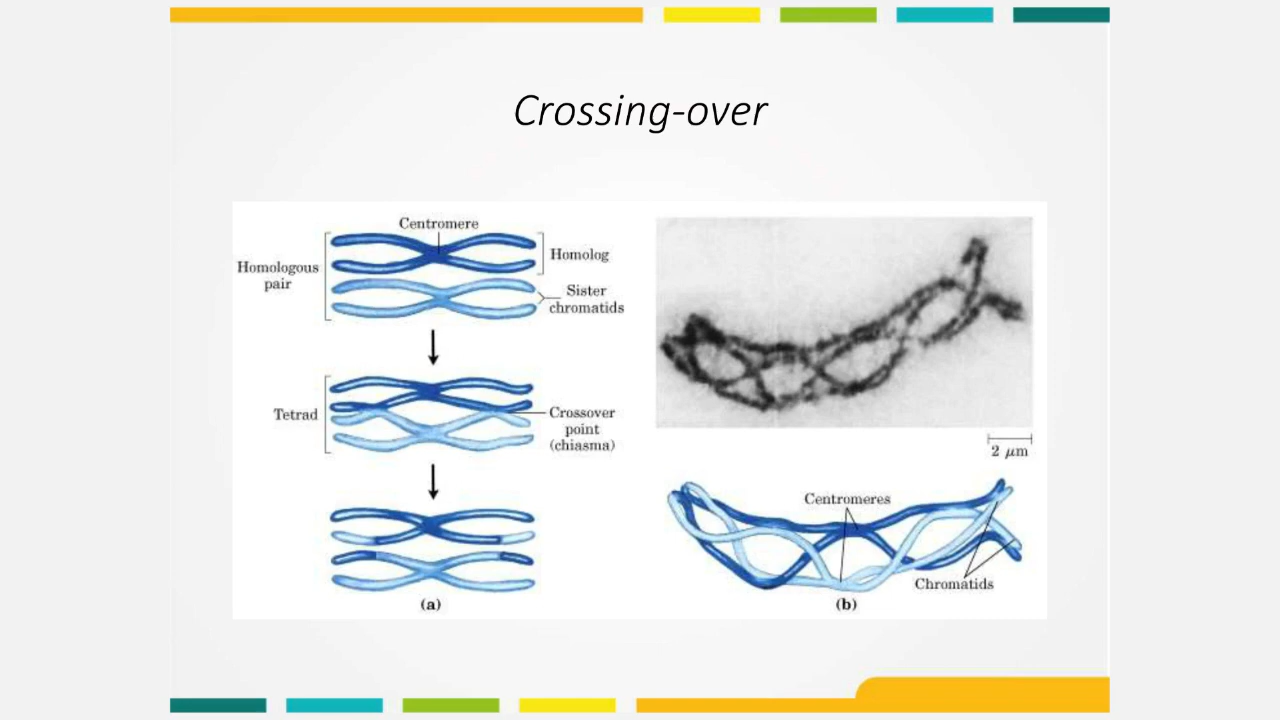 Crossing-over
Centromere
Homologous
pair
Homolog
Sister
chromatids
Tetrad
Crossover
point
(chiasma)
(a)
2 μm
Centromeres
Chromatids
(b)